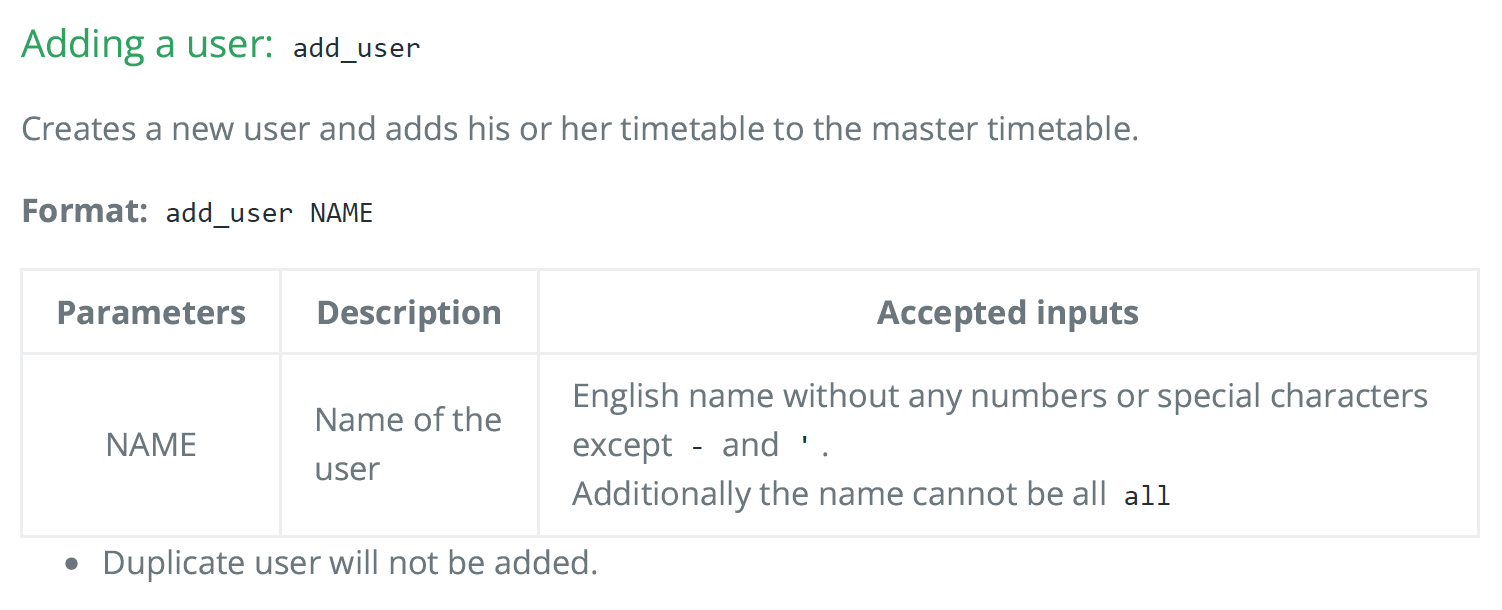 Adding a user: add_user
Creates a new user and adds his or her timetable to the master timetable.
Format: add_user NAME
Parameters Description Accepted inputs
NAME
Name of the
user
English name without any numbers or special characters
except - and ' .
Additionally the name cannot be all all
• Duplicate user will not be added.